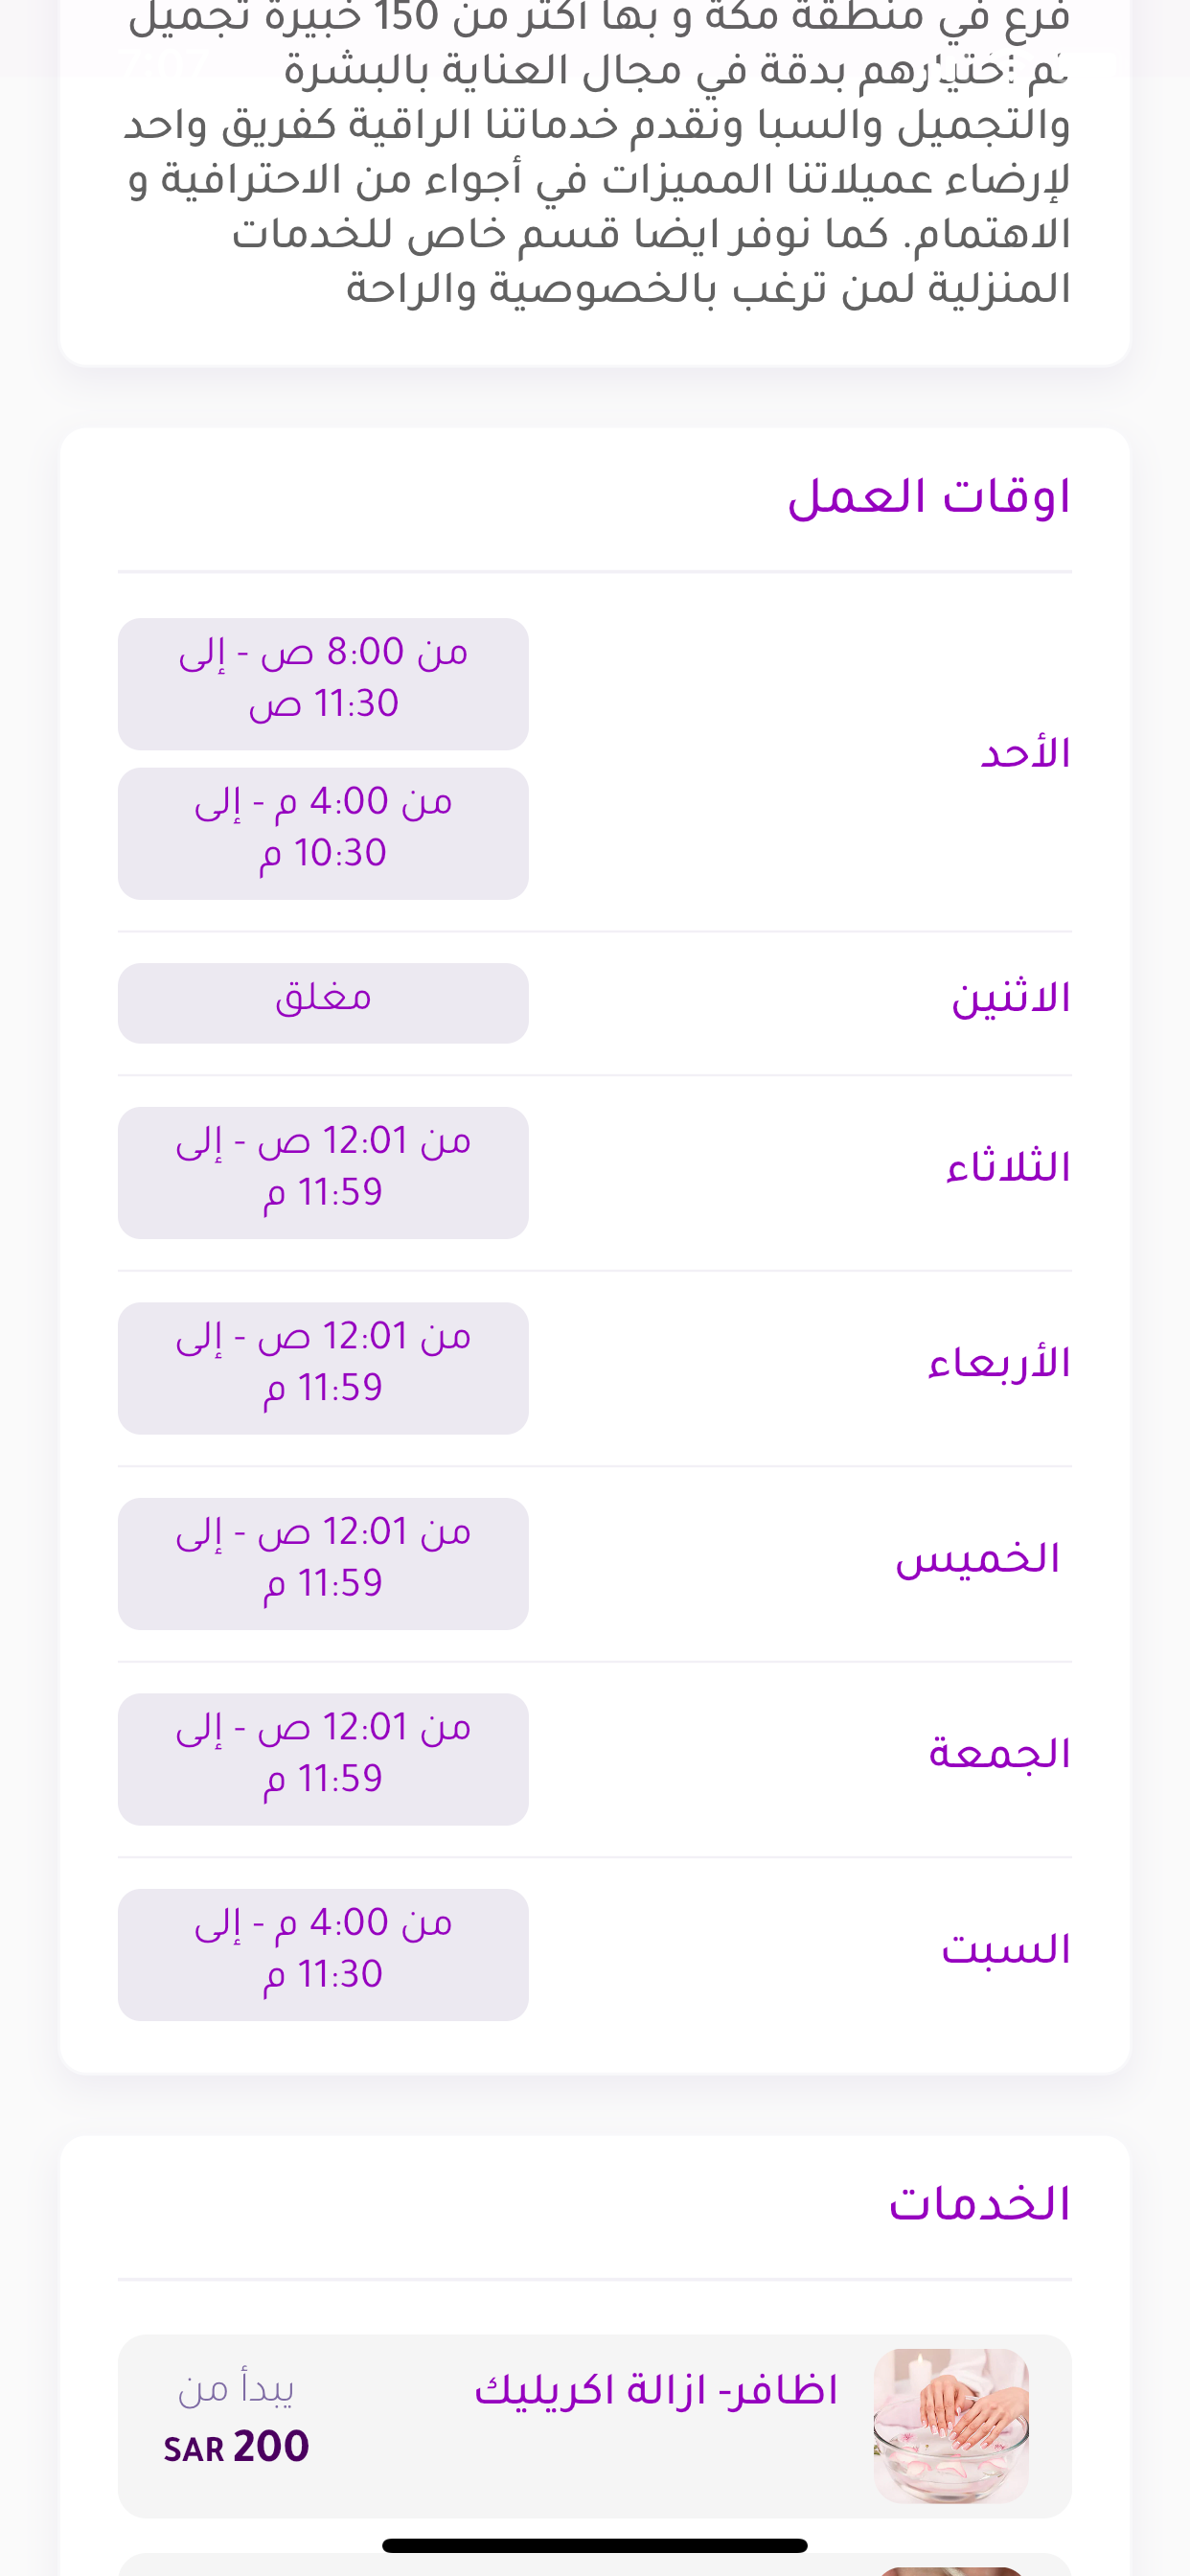 فرع في منطقة مكة و بها اكثر من 150 خبيرة تجميل
تم اختيارهم بدقة في مجال العناية بالبشرة
والتجميل والسبا ونقدم خدماتنا الراقية كفريق واحد
لإرضاء عميلاتنا المميزات في أجواء من الاحترافية و
الاهتمام. كما نوفر ايضا قسم خاص للخدمات
المنزلية لمن ترغب بالخصوصية والراحة
اوقات العمل
الأحد
من 8:00 ص - إلى
11:30 ص
من 4:00 م - إلى
10:30 م
الاثنين
مغلق
الثلاثاء
من 12:01 ص - إلى
11:59 م
الأربعاء
من 12:01 ص - إلى
11:59 م
الخميس
من 12:01 ص - إلى
11:59 م
الجمعة
من 12:01 ص - إلى
11:59 م
السبت
من 4:00 م - إلى
11:30 م
الخدمات
اظافر- ازالة اكريليك
يبدأ من
SAR 200